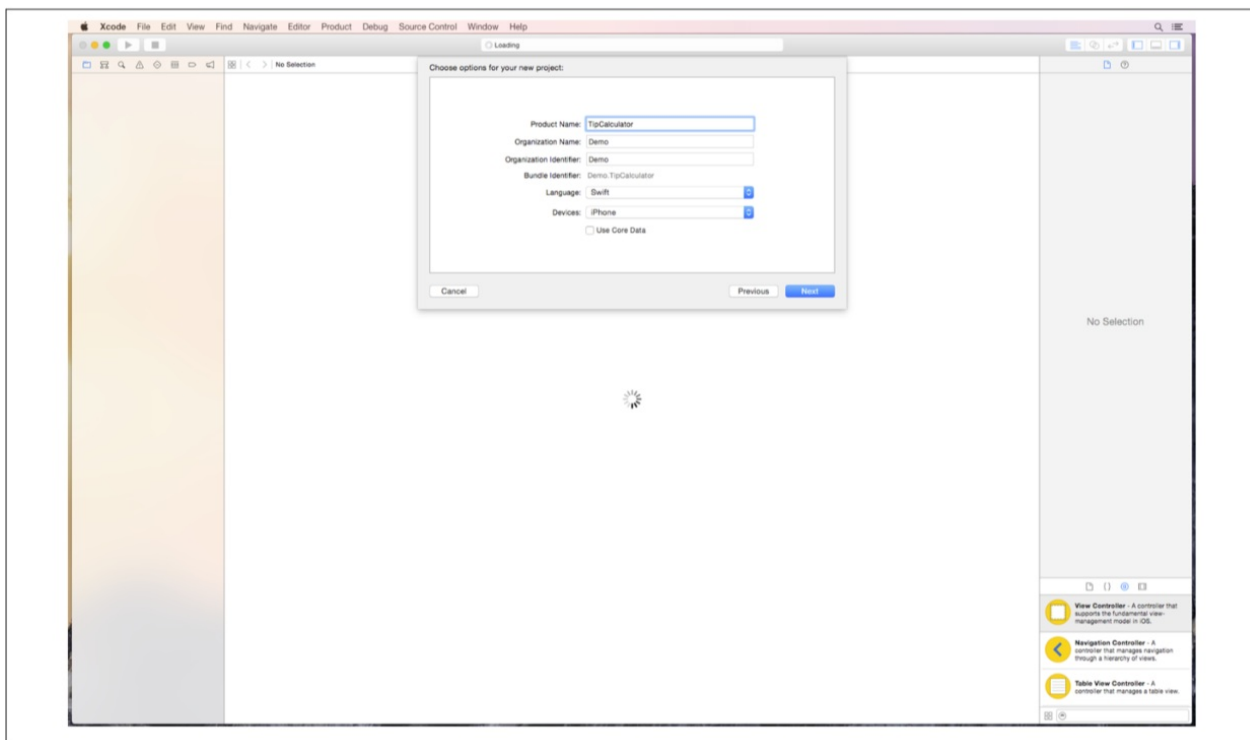 Xcode File Edit View Find Navigate Editor Product Debug Source Control Window Help
Loading
No Selection
Choose options for your new project:
Product Name: TipCalculator
Organization Name: Demo
Organization Identifier: Demo
Bundle Identifier: Demo.TipCalculator
Language: Swift
Devices: iPhone
Use Core Data
Cancel Previous Next
No Selection
View Controller - A controller that
supports the fundamental view-
management model in iOS.
Navigation Controller - A
controller that manages navigation
through a hierarchy of views.
Table View Controller - A
controller that manages a table view.